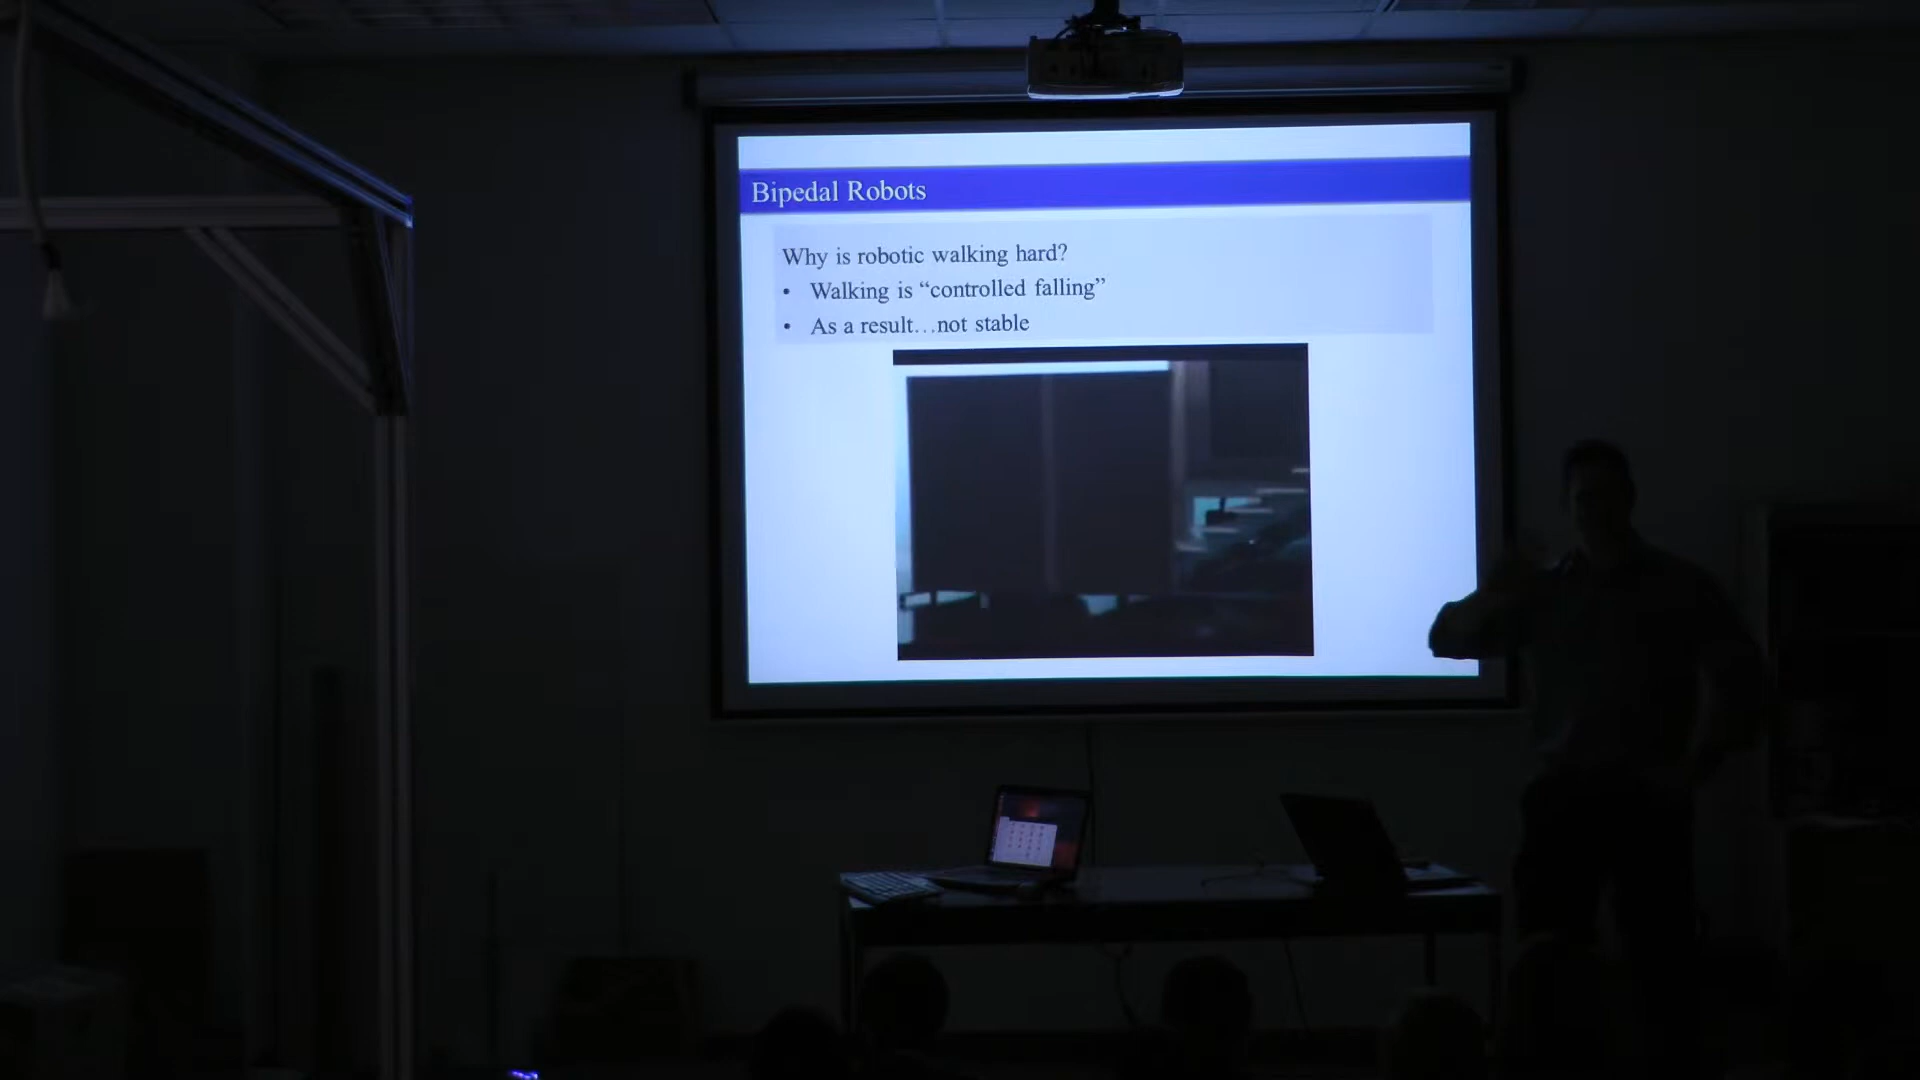 Bipedal Robots
Why is robotic walking hard?
• Walking is “controlled falling”
• As a result…not stable